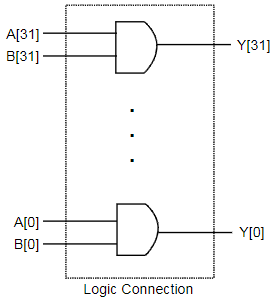 A[31]
B[31]
Y[31]
A[0]
B[0]
Y[0]
Logic Connection